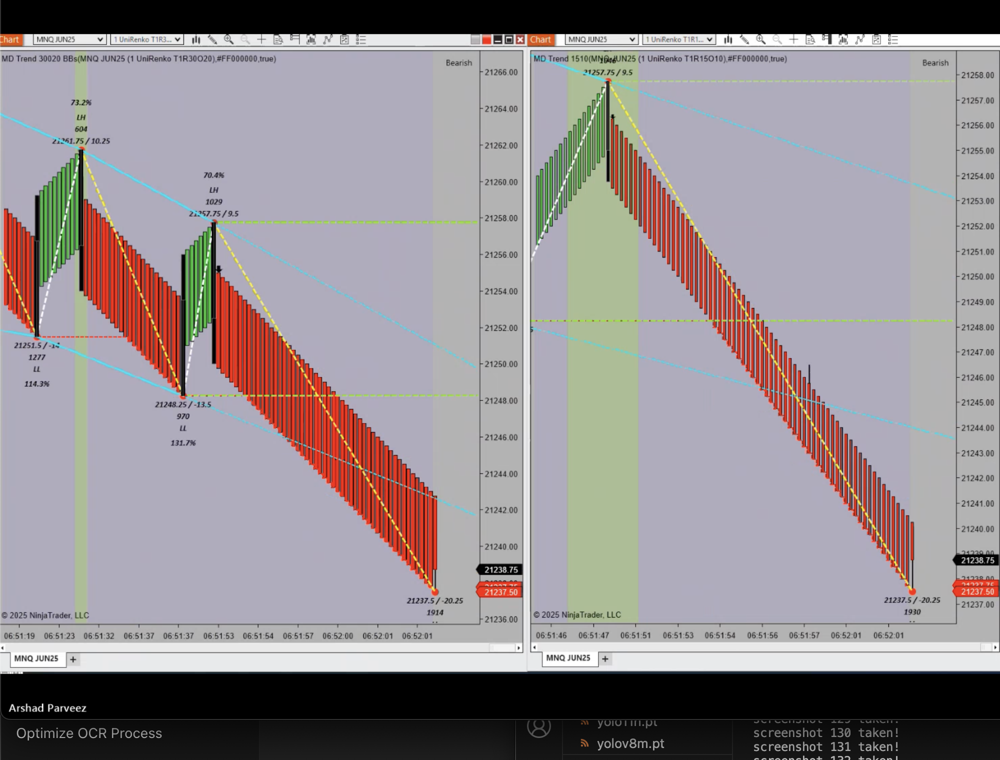 Chart
MNQ JUN25
1 UniRenko T1R3...
MD Trend 30020 BBs(MNQ JUN25 (1 UniRenko T1R30O20),#FF000000,true)
Bearish
73.2%
LH
604
21261.75 / 10.25
70.4%
LH
1029
21257.75 / 9.5
1277
LL
114.3%
21248.25 / -13.5
970
LL
131.7%
21237.5 / -20.25
1914
21266.00
21264.00
21262.00
21260.00
21258.00
21256.00
21254.00
21252.00
21250.00
21248.00
21246.00
21244.00
21242.00
21240.00
21238.75
21237.50
21236.00
© 2025 NinjaTrader, LLC
06:51:19 06:51:23 06:51:32 06:51:37 06:51:37 06:51:53 06:51:54 06:51:57 06:52:00 06:52:01 06:52:01
MNQ JUN25 +
Chart
MNQ JUN25
1 UniRenko T1R1...
MD Trend 1510(MNQ JUN25 (1 UniRenko T1R15O10),#FF000000,true)
Bearish
21257.75 / 9.5
21237.5 / -20.25
1930
21258.00
21257.00
21256.00
21255.00
21254.00
21253.00
21252.00
21251.00
21250.00
21249.00
21248.00
21247.00
21246.00
21245.00
21244.00
21243.00
21242.00
21241.00
21240.00
21238.75
21237.50
21237.00
© 2025 NinjaTrader, LLC
06:51:46 06:51:47 06:51:51 06:51:53 06:51:54 06:51:56 06:51:57 06:52:01 06:52:01
MNQ JUN25 +
Arshad Parveez
Optimize OCR Process
yolo11n.pt
yolov8m.pt
screenshot 129 taken!
screenshot 130 taken!
screenshot 131 taken!
screenshot 132 taken!